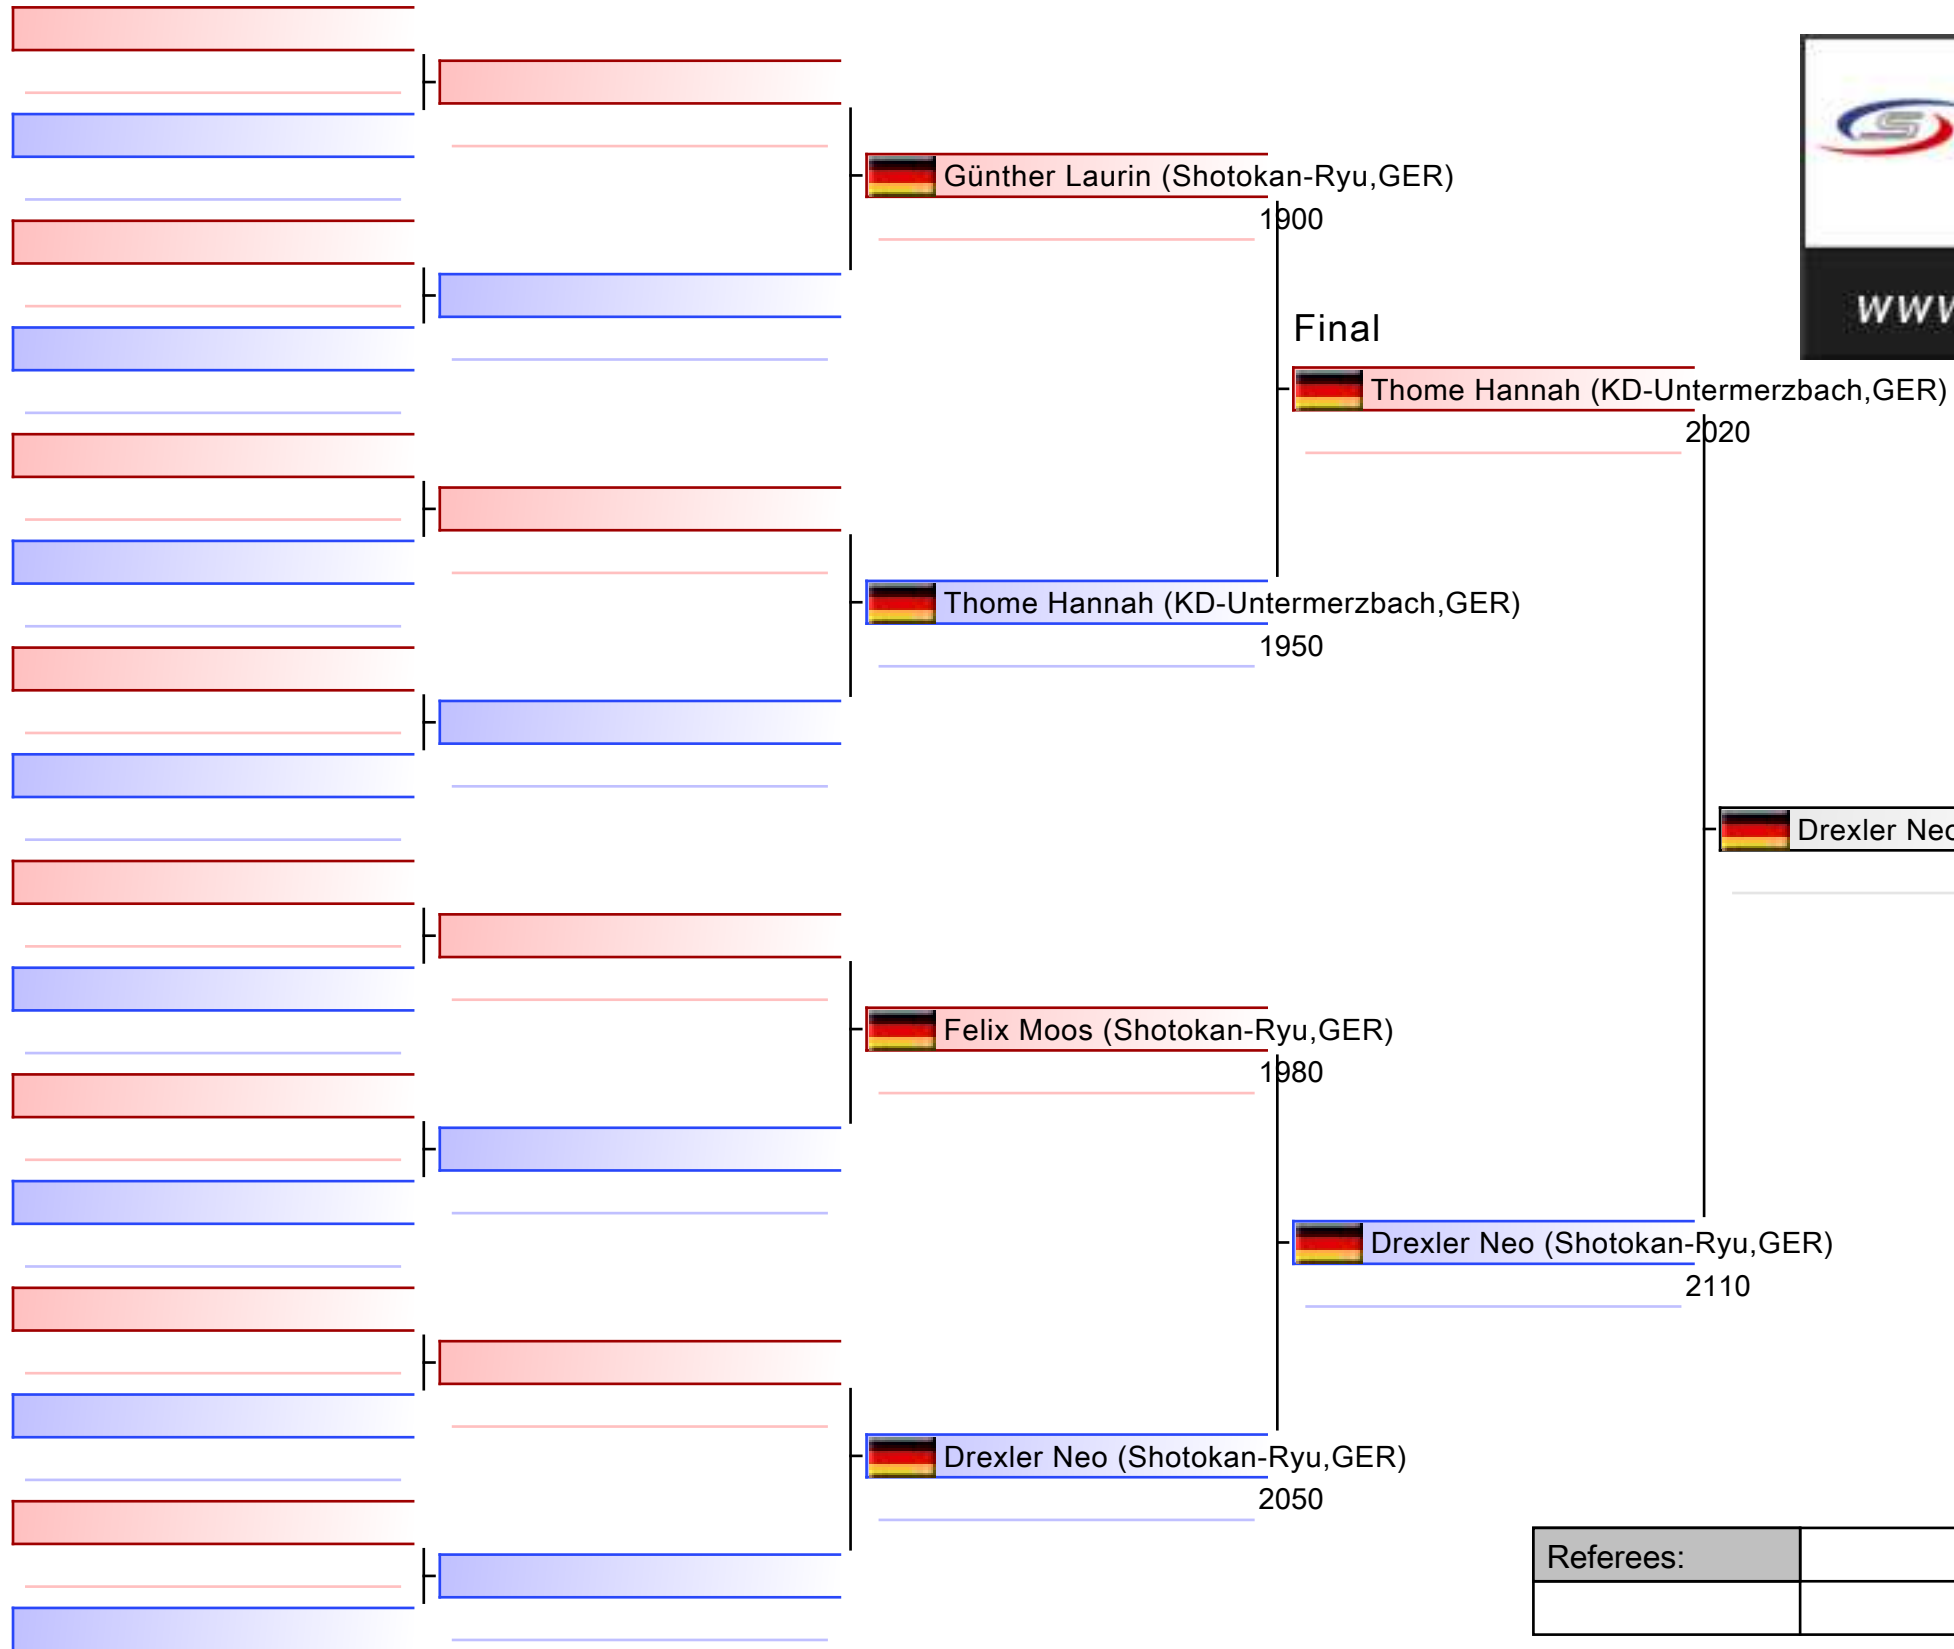 Günther Laurin (Shotokan-Ryu,GER)
1900
Final
Thome Hannah (KD-Untermerzbach,GER)
2020
Thome Hannah (KD-Untermerzbach,GER)
1950
Drexler Neo
Felix Moos (Shotokan-Ryu,GER)
1980
Drexler Neo (Shotokan-Ryu,GER)
2110
Drexler Neo (Shotokan-Ryu,GER)
2050
Referees: